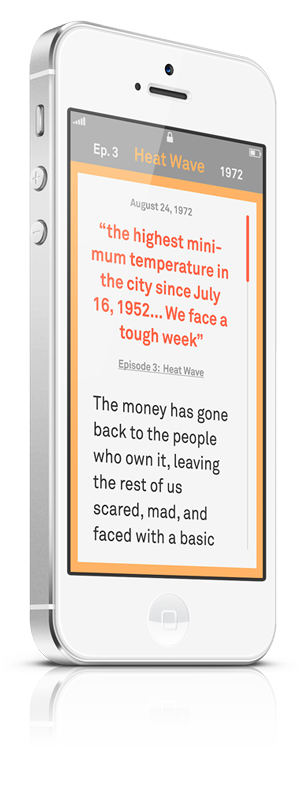 Ep. 3 Heat Wave 1972
August 24, 1972
“the highest mini-
mum temperature in
the city since July
16, 1952... We face a
tough week”
Episode 3: Heat Wave
The money has gone
back to the people
who own it, leaving
the rest of us
scared, mad, and
faced with a basic